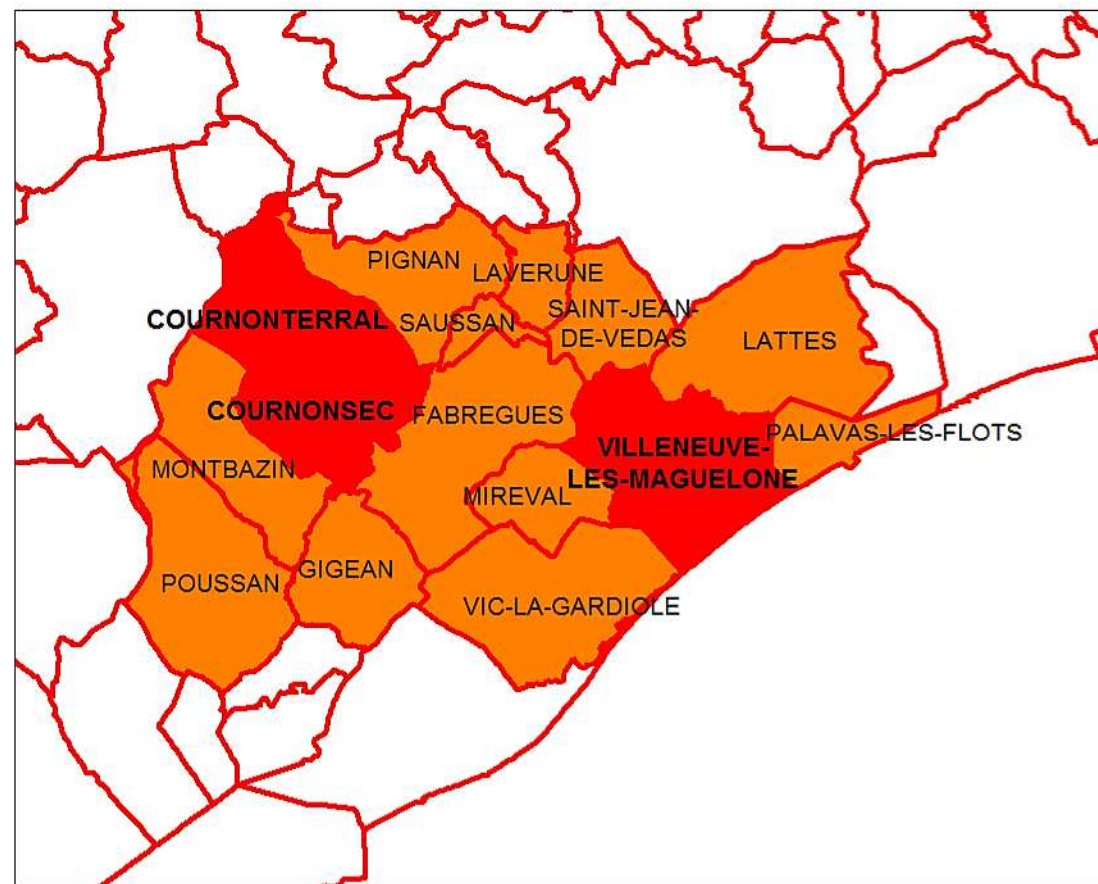 PIGNAN
LAVERUNE
COURNONTERRAL
SAUSSAN
SAINT-JEAN-
DE-VEDAS
LATTES
COURNONSEC
FABREGUES
PALAVAS-LES-FLOTS
VILLENEUVE-
LES-MAGUELONE
MONTBAZIN
MIREVAL
GIGEAN
POUSSAN
VIC-LA-GARDIOLE